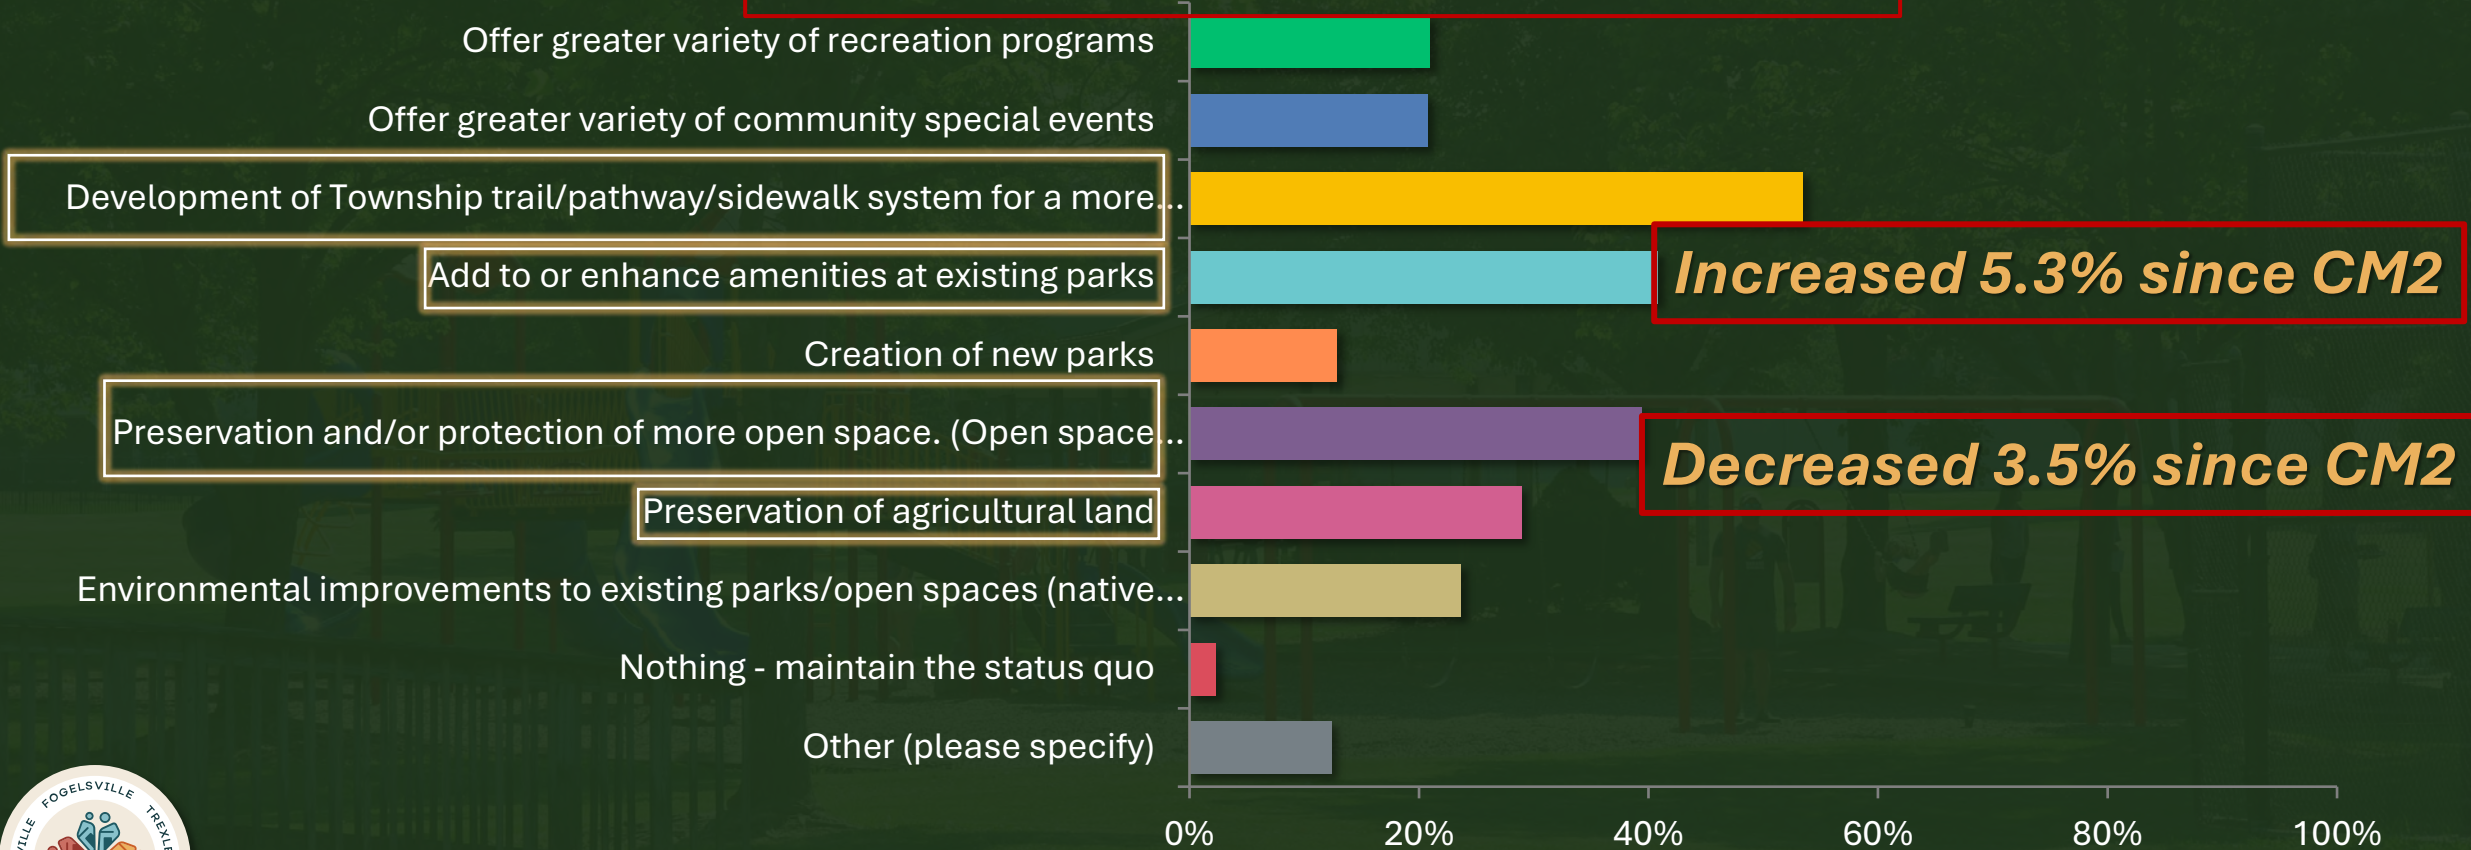 Offer greater variety of recreation programs
Offer greater variety of community special events
Development of Township trail/pathway/sidewalk system for a more...
Add to or enhance amenities at existing parks
Increased 5.3% since CM2
Creation of new parks
Preservation and/or protection of more open space. (Open space...
Decreased 3.5% since CM2
Preservation of agricultural land
Environmental improvements to existing parks/open spaces (native...
Nothing - maintain the status quo
Other (please specify)
0% 20% 40% 60% 80% 100%
FOGELSVILLE